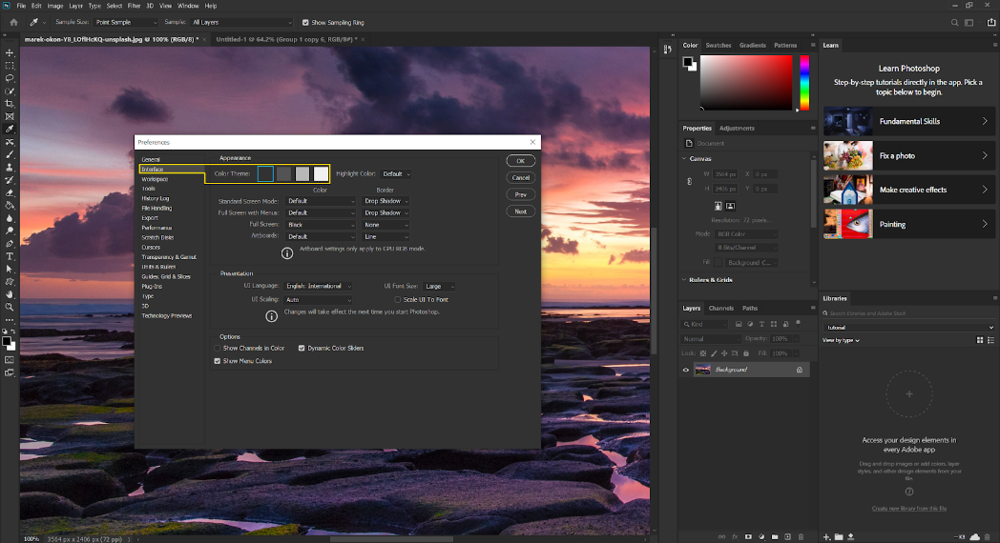 File Edit Image Layer Type Select Filter 3D View Window Help
Sample Size: Point Sample Sample: All Layers Show Sampling Ring
marek-okon-Y8_LOflHcKQ-unsplash.jpg @ 100% (RGB/8) *
Untitled-1 @ 64.2% (Group 1 copy 6, RGB/8#) *
Preferences
General
Interface
Workspace
Tools
History Log
File Handling
Export
Performance
Scratch Disks
Cursors
Transparency & Gamut
Units & Rulers
Guides, Grid & Slices
Plug-Ins
Type
3D
Technology Previews
Appearance
Color Theme: Highlight Color: Default
Color Border
Standard Screen Mode: Default Drop Shadow
Full Screen with Menus: Default Drop Shadow
Full Screen: Black None
Artboards: Default Line
Artboard settings only apply to GPU RGB mode.
Presentation
UI Language: English: International UI Font Size: Large
UI Scaling: Auto Scale UI To Font
Changes will take effect the next time you start Photoshop.
Options
Show Channels in Color Dynamic Color Sliders
Show Menu Colors
OK
Cancel
Prev
Next
Color Swatches Gradients Patterns
Properties Adjustments
Document
Canvas
W 3564 px X 0 px
H 2406 px Y 0 px
Resolution: 72 pixels...
Mode RGB Color
8 Bits/Channel
Fill Background C...
Rulers & Grids
Layers Channels Paths
Kind
Normal Opacity: 100%
Lock: Fill: 100%
Background
Learn
Learn Photoshop
Step-by-step tutorials directly in the app. Pick a
topic below to begin.
Fundamental Skills
Fix a photo
Make creative effects
Painting
Libraries
Search libraries and Adobe Stock
tutorial
View by type
Access your design elements in
every Adobe app
Drag and drop images or add colors, layer
styles, and other design elements from your
file.
Create new library from this file
-- KB
100% 3564 px x 2406 px (72 ppi)